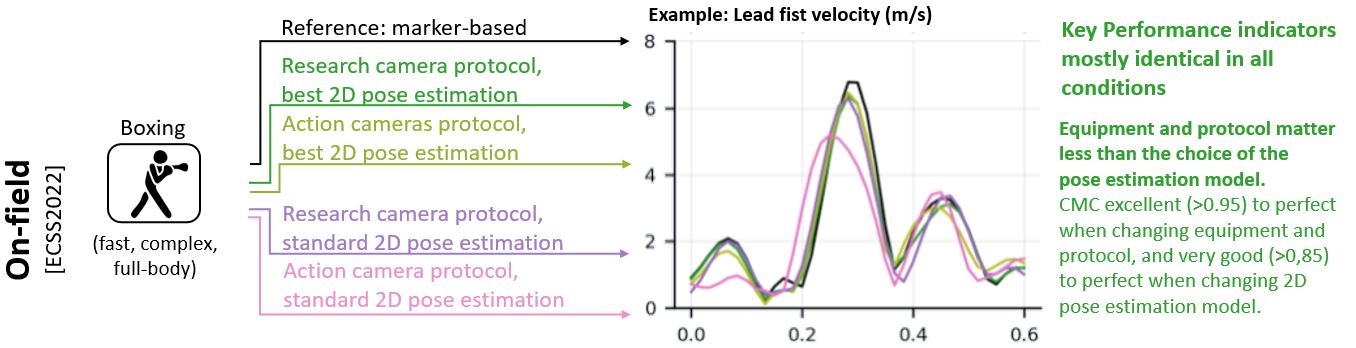 On-field
[ECSS2022]
Boxing
(fast, complex,
full-body)
Reference: marker-based
Research camera protocol,
best 2D pose estimation
Action cameras protocol,
best 2D pose estimation
Research camera protocol,
standard 2D pose estimation
Action camera protocol,
standard 2D pose estimation
Example: Lead fist velocity (m/s)
8
6
4
2
0
0.0 0.2 0.4 0.6
Key Performance indicators
mostly identical in all
conditions
Equipment and protocol matter
less than the choice of the
pose estimation model.
CMC excellent (>0.95) to perfect
when changing equipment and
protocol, and very good (>0,85)
to perfect when changing 2D
pose estimation model.